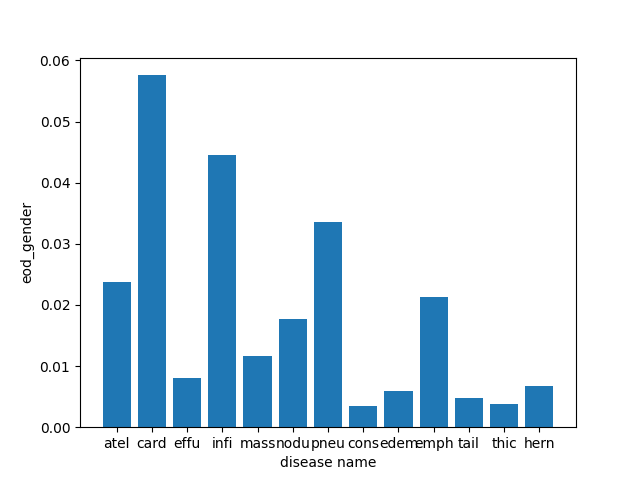 eod_gender
0.06
0.05
0.04
0.03
0.02
0.01
0.00
atel card effu infi mass nodu pneu cons edem emph tail thic hern
disease name